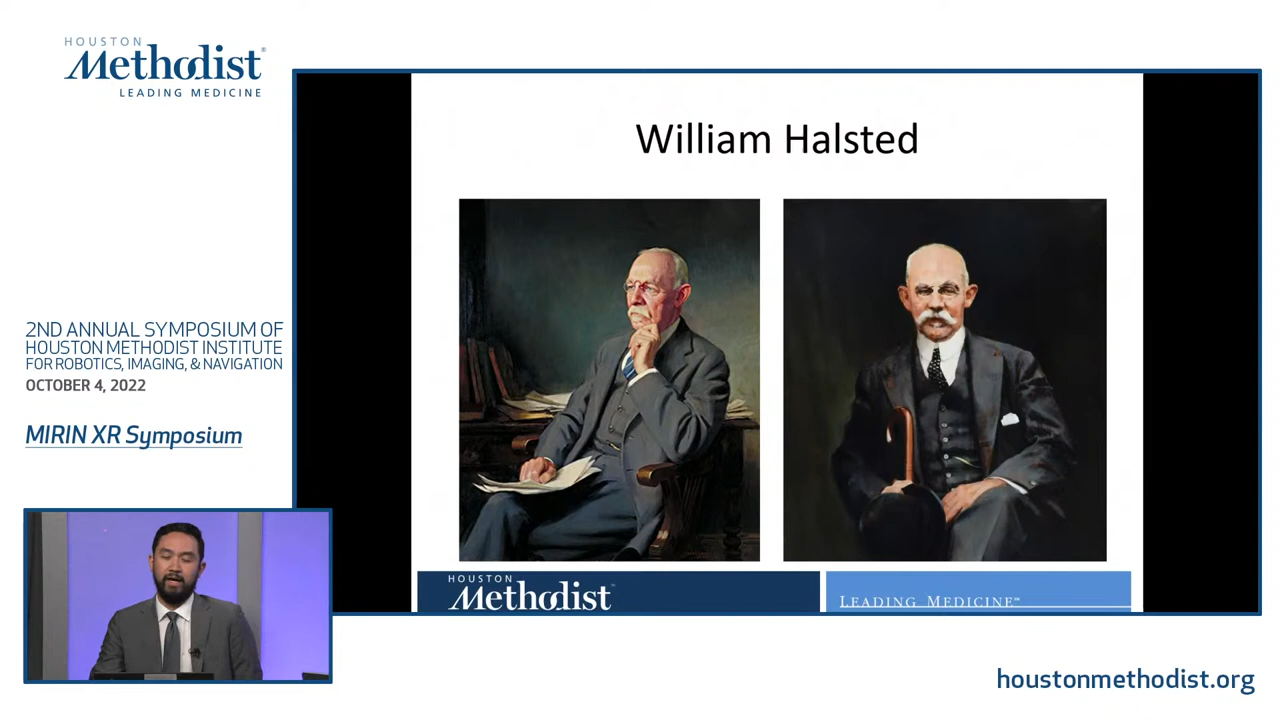 HOUSTON
Methodist®
LEADING MEDICINE
2ND ANNUAL SYMPOSIUM OF
HOUSTON METHODIST INSTITUTE
FOR ROBOTICS, IMAGING, & NAVIGATION
OCTOBER 4, 2022
MIRIN XR Symposium
William Halsted
HOUSTON
Methodist
LEADING MEDICINE℠
houstonmethodist.org